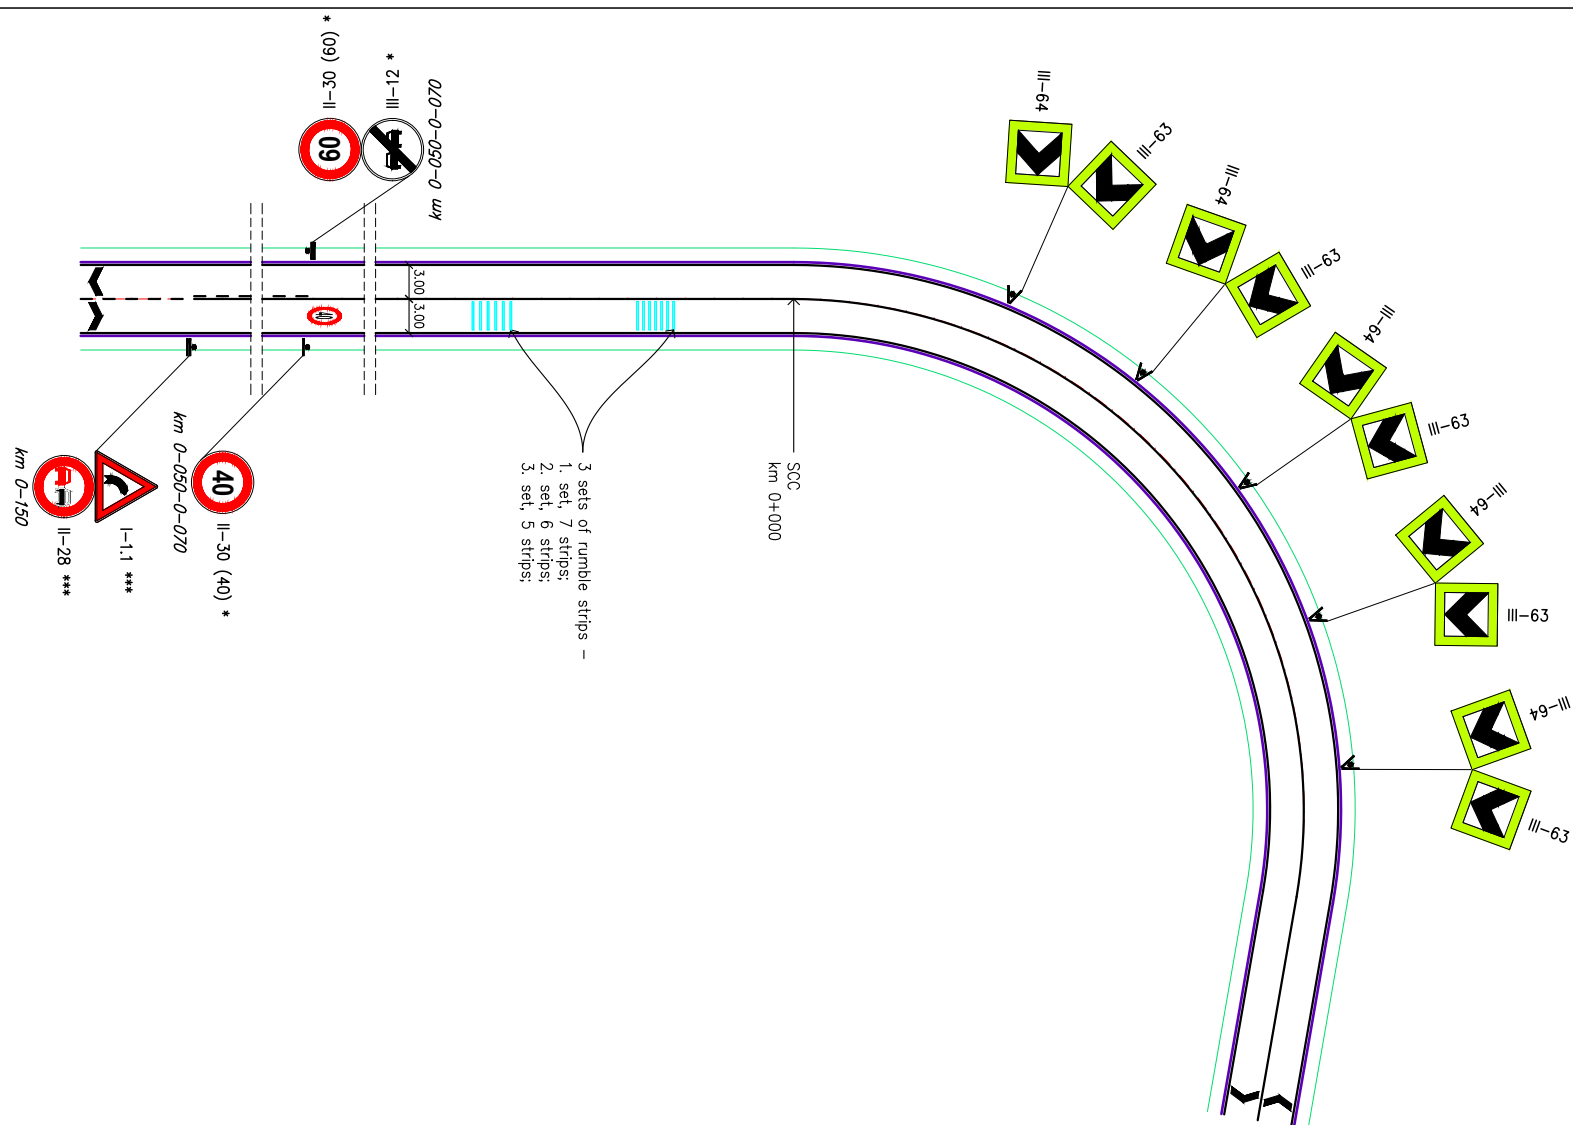 II-30 (60) *
60
III-12 *
km 0-050-0-070
III-64
III-63
III-64
III-63
III-64
III-63
III-64
III-63
III-64
III-63
3.00
3.00
40
SCC
km 0+000
3 sets of rumble strips -
1. set, 7 strips;
2. set, 6 strips;
3. set, 5 strips;
40
II-30 (40) *
km 0-050-0-070
I-1.1 ***
II-28 ***
km 0-150